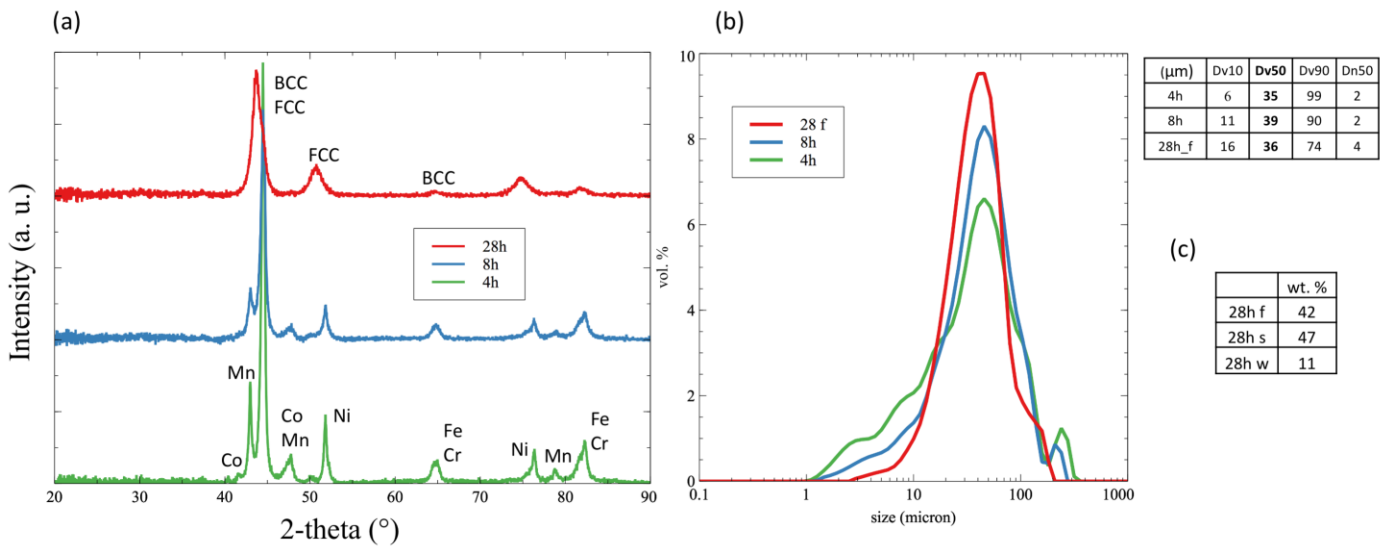 (a)
BCC
FCC
FCC
BCC
28h
8h
4h
Mn
Co
Co
Mn
Ni
Fe
Cr
Ni
Mn
Fe
Cr
Intensity (a. u.)
20 30 40 50 60 70 80 90
2-theta (°)
(b)
10
8
6
4
2
0
vol. %
28 f
8h
4h
0.1 1 10 100 1000
size (micron)
(µm) Dv10 Dv50 Dv90 Dn50
4h 6 35 99 2
8h 11 39 90 2
28h_f 16 36 74 4
(c)
wt. %
28h f 42
28h s 47
28h w 11